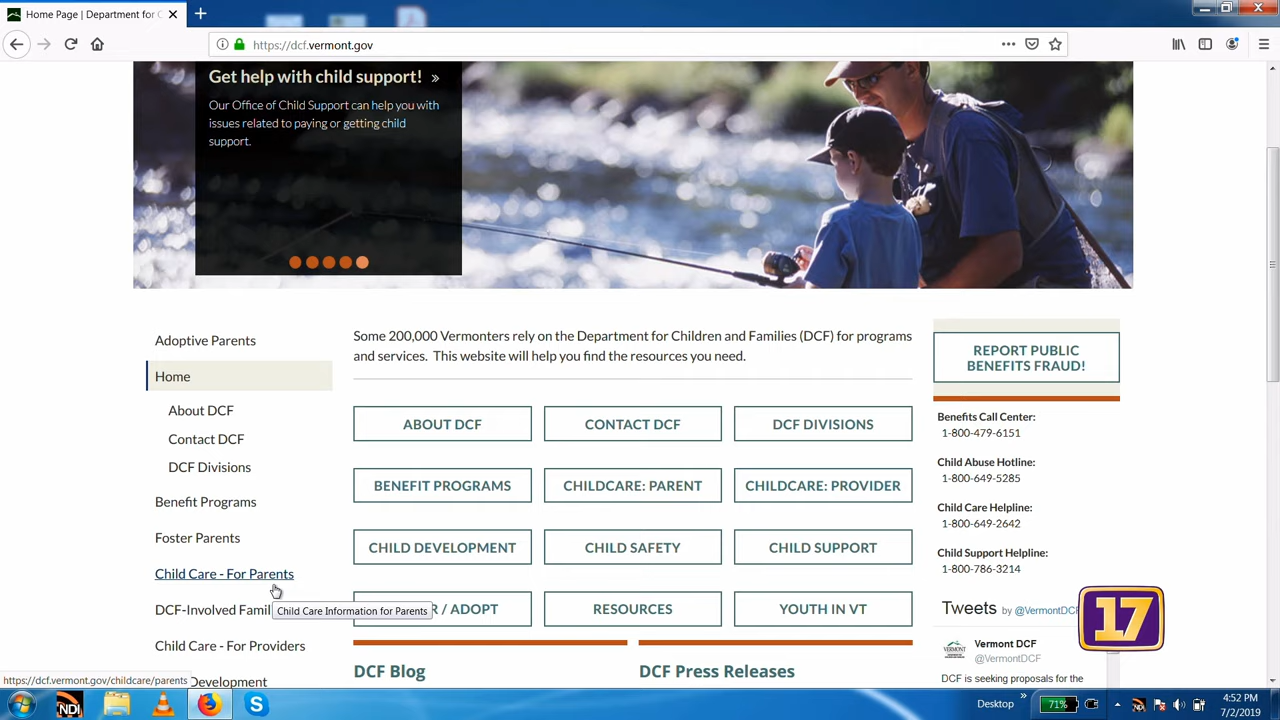 Home Page | Department for C
https://dcf.vermont.gov
Get help with child support! »
Our Office of Child Support can help you with
issues related to paying or getting child
support.
Adoptive Parents
Home
About DCF
Contact DCF
DCF Divisions
Benefit Programs
Foster Parents
Child Care - For Parents
DCF-Involved Famil
Child Care Information for Parents
Child Care - For Providers
Development
https://dcf.vermont.gov/childcare/parents
Some 200,000 Vermonters rely on the Department for Children and Families (DCF) for programs
and services. This website will help you find the resources you need.
ABOUT DCF
CONTACT DCF
DCF DIVISIONS
BENEFIT PROGRAMS
CHILDCARE: PARENT
CHILDCARE: PROVIDER
CHILD DEVELOPMENT
CHILD SAFETY
CHILD SUPPORT
R / ADOPT
RESOURCES
YOUTH IN VT
DCF Blog
DCF Press Releases
REPORT PUBLIC
BENEFITS FRAUD!
Benefits Call Center:
1-800-479-6151
Child Abuse Hotline:
1-800-649-5285
Child Care Helpline:
1-800-649-2642
Child Support Helpline:
1-800-786-3214
Tweets by @VermontDCF
17
Vermont DCF
@VermontDCF
VERMONT
DCF is seeking proposals for the
NDI
Desktop
71%
4:52 PM
7/2/2019